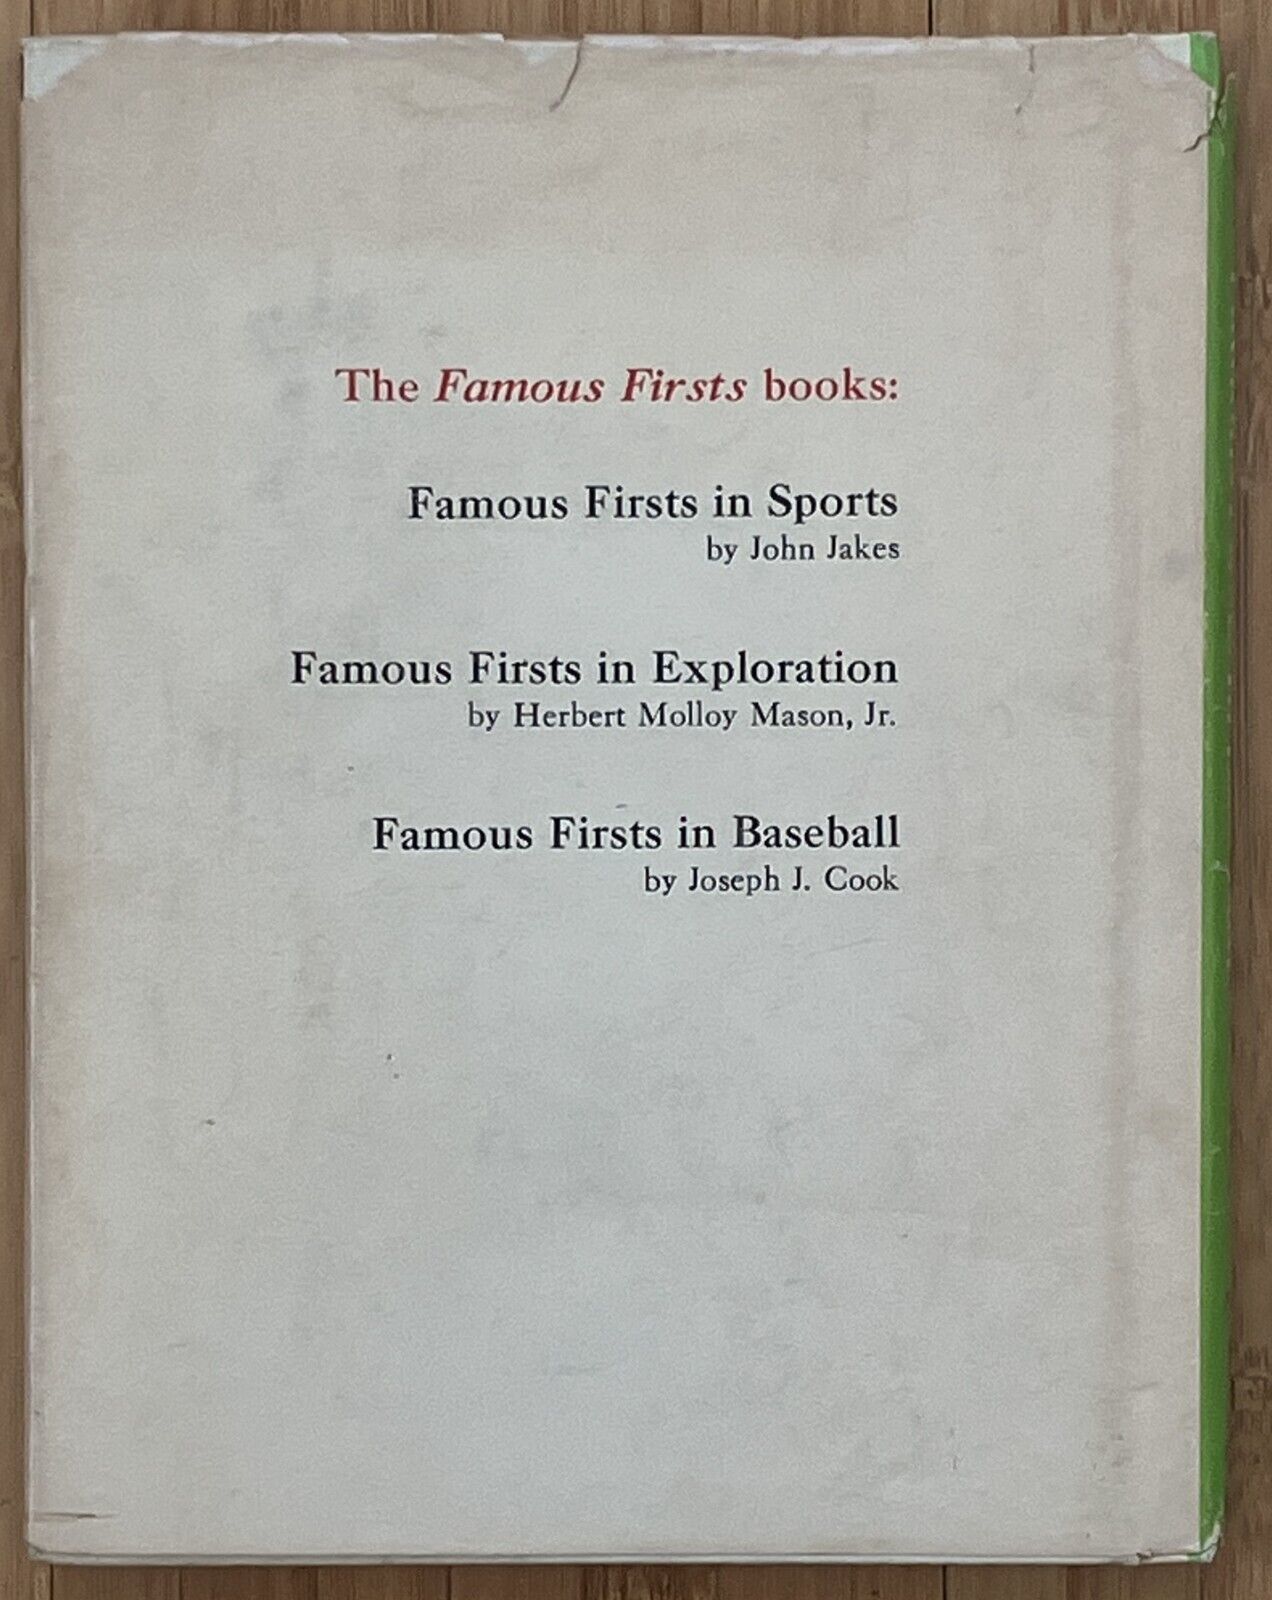 The Famous Firsts books:
Famous Firsts in Sports
by John Jakes
Famous Firsts in Exploration
by Herbert Molloy Mason, Jr.
Famous Firsts in Baseball
by Joseph J. Cook